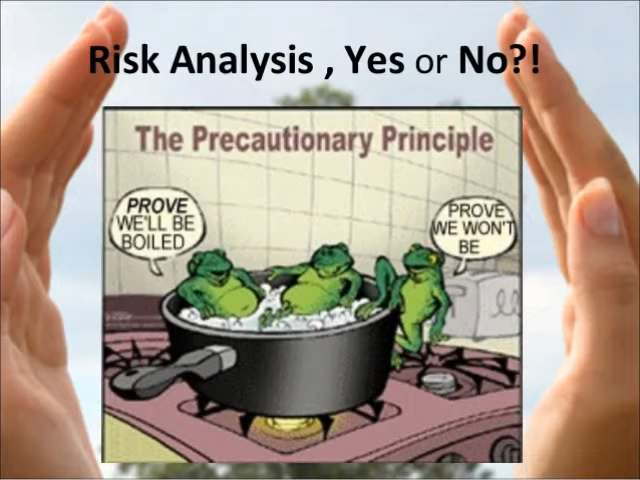 Risk Analysis , Yes or No?!
The Precautionary Principle
PROVE
WE'LL BE
BOILED
PROVE
WE WON'T
BE